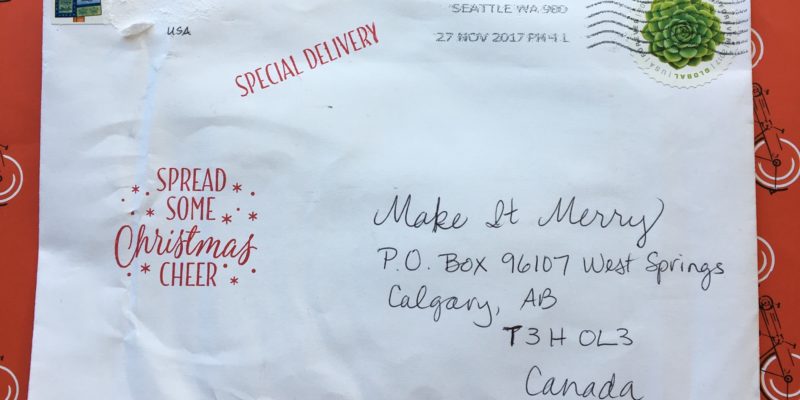 USA
SPECIAL DELIVERY
SEATTLE WA 980
27 NOV 2017 PM 4 L
GLOBAL
USA
SPREAD
SOME
Christmas
CHEER
Make It Merry
P.O. Box 96107 West Springs
Calgary, AB
T3H 0L3
Canada